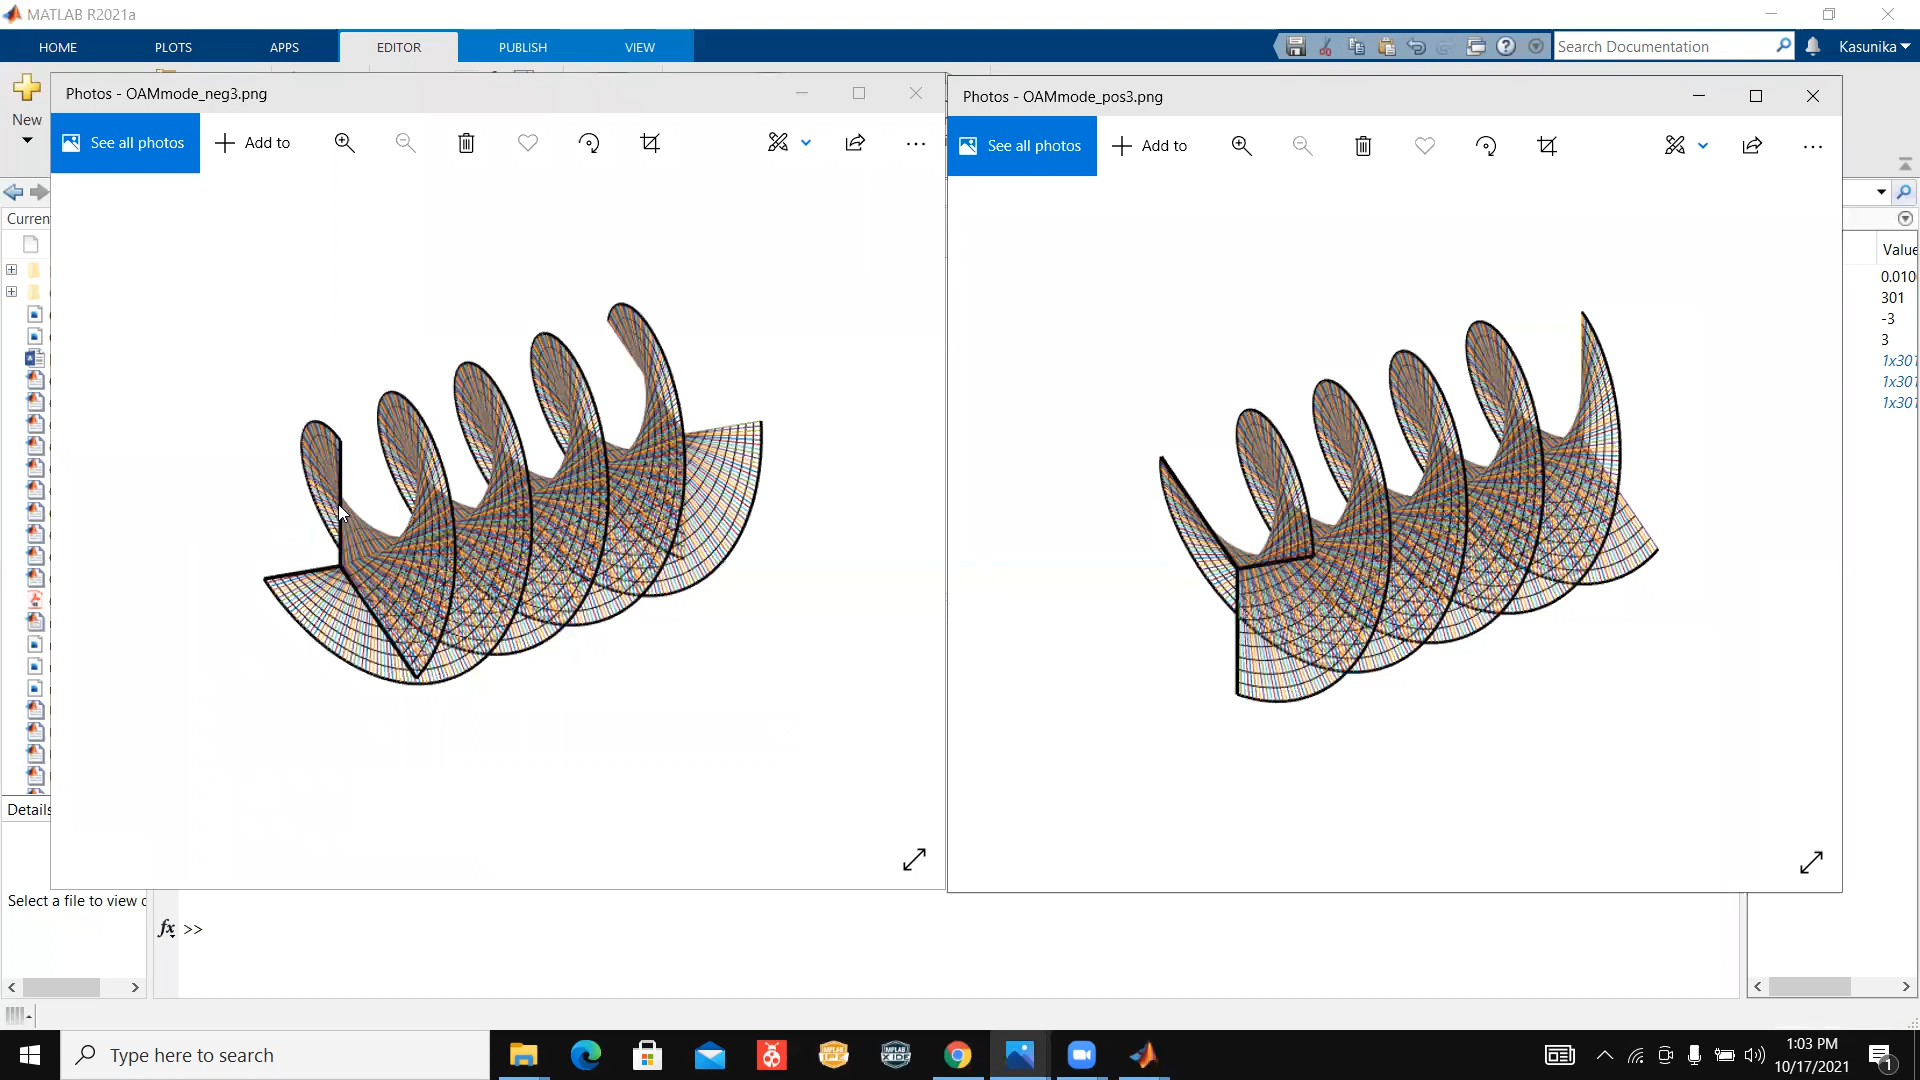 MATLAB R2021a
HOME PLOTS APPS EDITOR PUBLISH VIEW
Search Documentation
Kasunika
New
Photos - OAMmode_neg3.png
See all photos
Add to
Photos - OAMmode_pos3.png
See all photos
Add to
Curren
Value
0.010
301
-3
3
1x301
1x301
1x301
Details
Select a file to view
fx >>
Type here to search
1:03 PM
10/17/2021
1